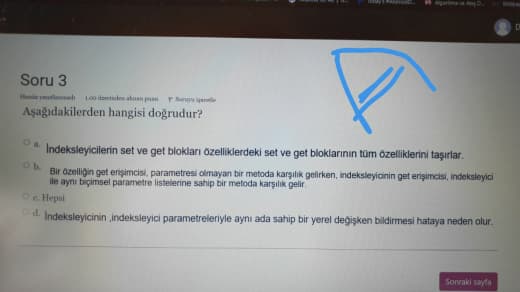 Soru 3
Henüz cevaplanmadı 1,00 üzerinden alınan puan Soruyu işaretle
Aşağıdakilerden hangisi doğrudur?
a. İndeksleyicilerin set ve get blokları özelliklerdeki set ve get bloklarının tüm özelliklerini taşırlar.
b. Bir özelliğin get erişimcisi, parametresi olmayan bir metoda karşılık gelirken, indeksleyicinin get erişimcisi, indeksleyici
ile aynı biçimsel parametre listelerine sahip bir metoda karşılık gelir.
c. Hepsi
d. İndeksleyicinin ,indeksleyici parametreleriyle aynı ada sahip bir yerel değişken bildirmesi hataya neden olur.
Sonraki sayfa